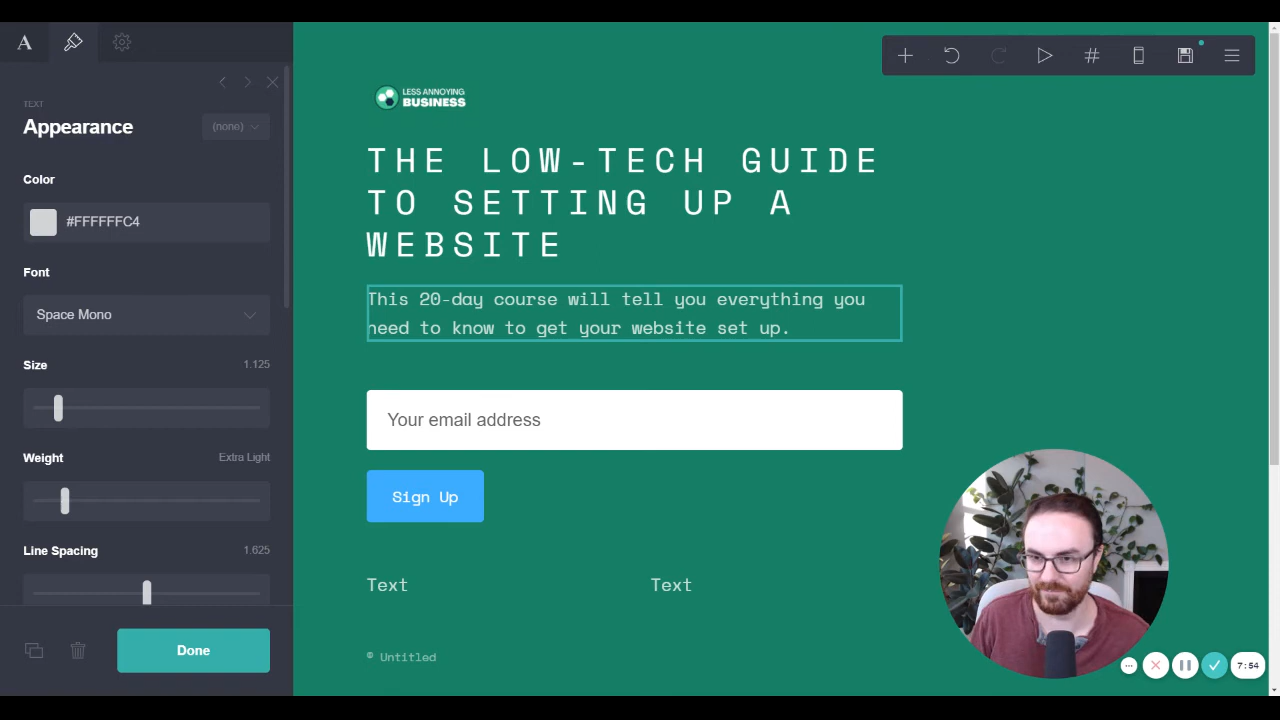 A
TEXT
Appearance
(none)
Color
#FFFFFFC4
Font
Space Mono
Size
1.125
Weight
Extra Light
Line Spacing
1.625
Done
LESS ANNOYING
BUSINESS
THE LOW-TECH GUIDE
TO SETTING UP A
WEBSITE
This 20-day course will tell you everything you
need to know to get your website set up.
Your email address
Sign Up
Text
Text
© Untitled
7:54